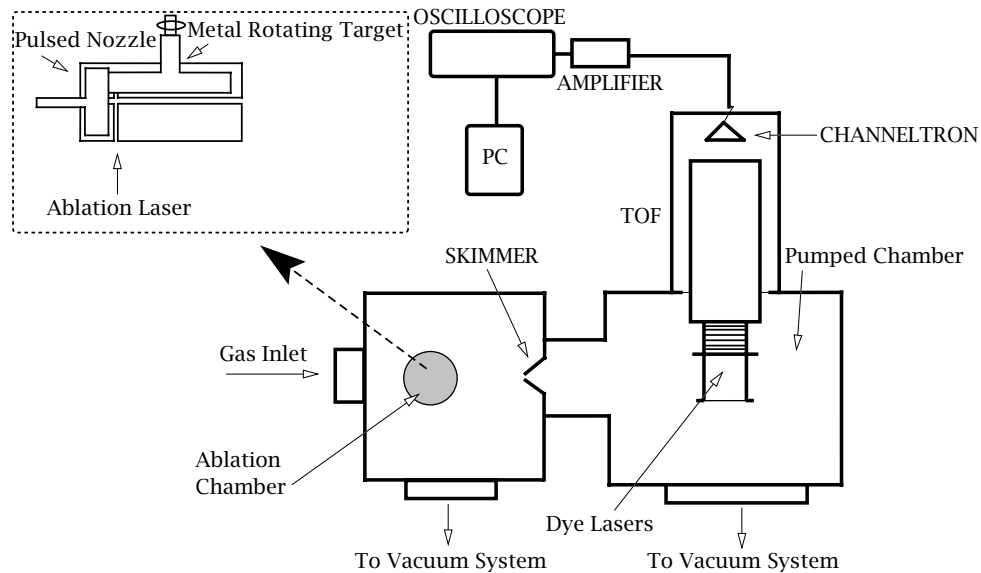 OSCILLOSCOPE
Pulsed Nozzle
Metal Rotating Target
AMPLIFIER
CHANNELTRON
PC
Ablation Laser
TOF
SKIMMER
Pumped Chamber
Gas Inlet
Ablation
Chamber
Dye Lasers
To Vacuum System
To Vacuum System